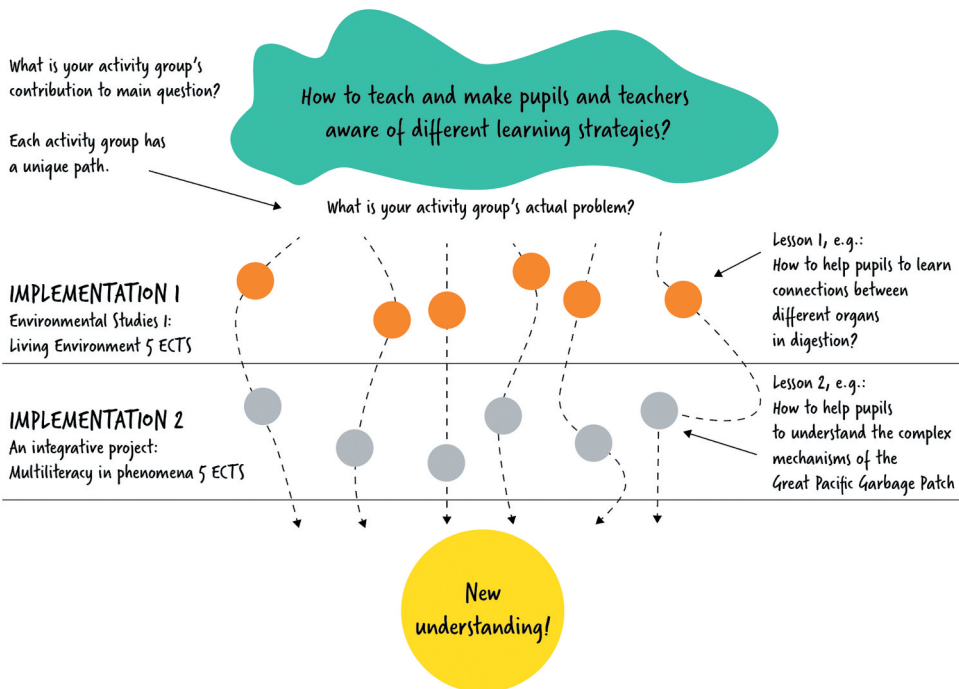 What is your activity group's
contribution to main question?
Each activity group has
a unique path.
How to teach and make pupils and teachers
aware of different learning strategies?
What is your activity group's actual problem?
IMPLEMENTATION 1
Environmental Studies 1:
Living Environment 5 ECTS
Lesson 1, e.g.:
How to help pupils to learn
connections between
different organs
in digestion?
IMPLEMENTATION 2
An integrative project:
Multiliteracy in phenomena 5 ECTS
Lesson 2, e.g.:
How to help pupils
to understand the complex
mechanisms of the
Great Pacific Garbage Patch
New
understanding!